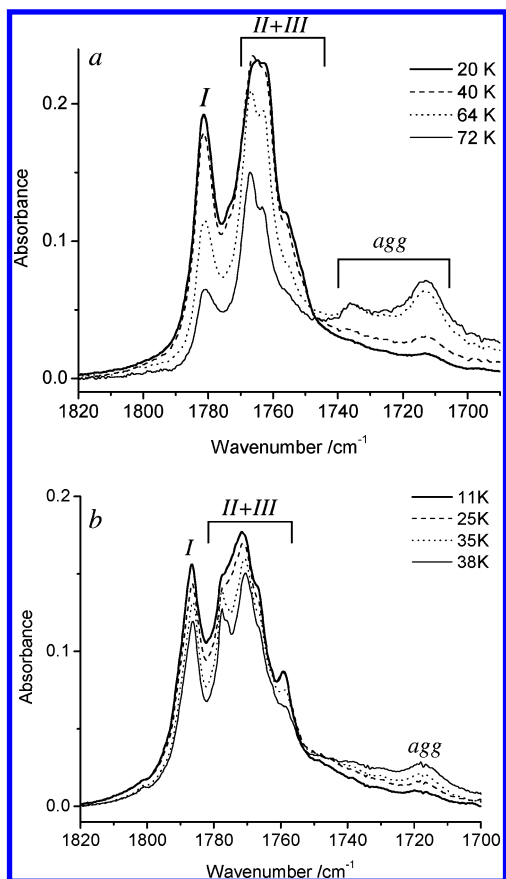 a
II+III
I
20 K
40 K
64 K
72 K
agg
Absorbance
0.2
0.1
0.0
1820 1800 1780 1760 1740 1720 1700
Wavenumber /cm-1
b
II+III
I
11K
25K
35K
38K
agg
Absorbance
0.2
0.1
0.0
1820 1800 1780 1760 1740 1720 1700
Wavenumber /cm-1